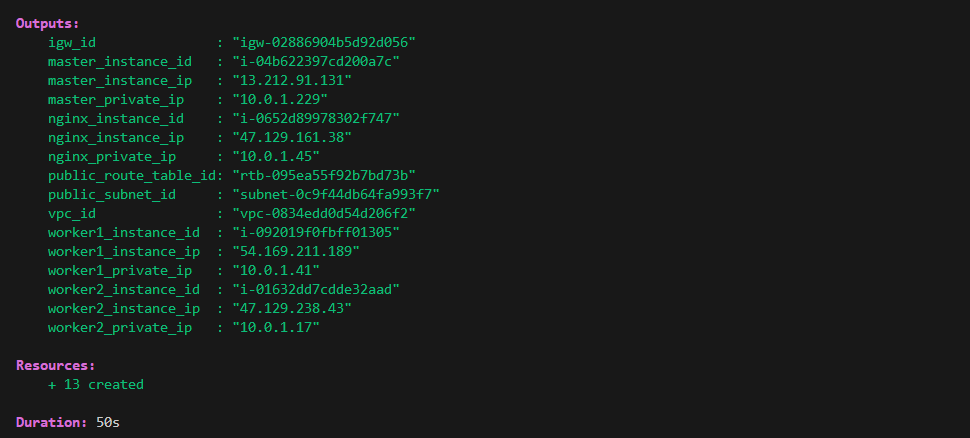 Outputs:
igw_id : "igw-02886904b5d92d056"
master_instance_id : "i-04b622397cd200a7c"
master_instance_ip : "13.212.91.131"
master_private_ip : "10.0.1.229"
nginx_instance_id : "i-0652d89978302f747"
nginx_instance_ip : "47.129.161.38"
nginx_private_ip : "10.0.1.45"
public_route_table_id: "rtb-095ea55f92b7bd73b"
public_subnet_id : "subnet-0c9f44db64fa993f7"
vpc_id : "vpc-0834edd0d54d206f2"
worker1_instance_id : "i-092019f0fbff01305"
worker1_instance_ip : "54.169.211.189"
worker1_private_ip : "10.0.1.41"
worker2_instance_id : "i-01632dd7cdde32aad"
worker2_instance_ip : "47.129.238.43"
worker2_private_ip : "10.0.1.17"
Resources:
+ 13 created
Duration: 50s